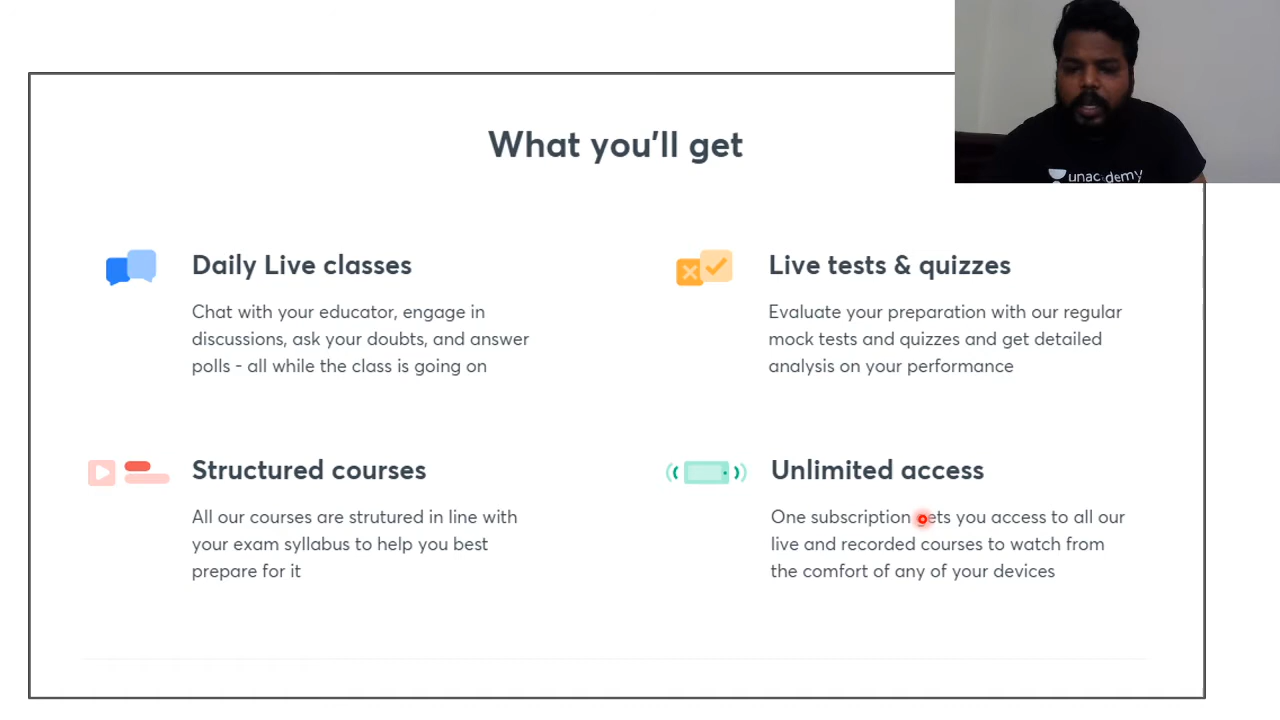 What you'll get
unacademy
Daily Live classes
Chat with your educator, engage in
discussions, ask your doubts, and answer
polls - all while the class is going on
Live tests & quizzes
Evaluate your preparation with our regular
mock tests and quizzes and get detailed
analysis on your performance
Structured courses
All our courses are strutured in line with
your exam syllabus to help you best
prepare for it
Unlimited access
One subscription gets you access to all our
live and recorded courses to watch from
the comfort of any of your devices